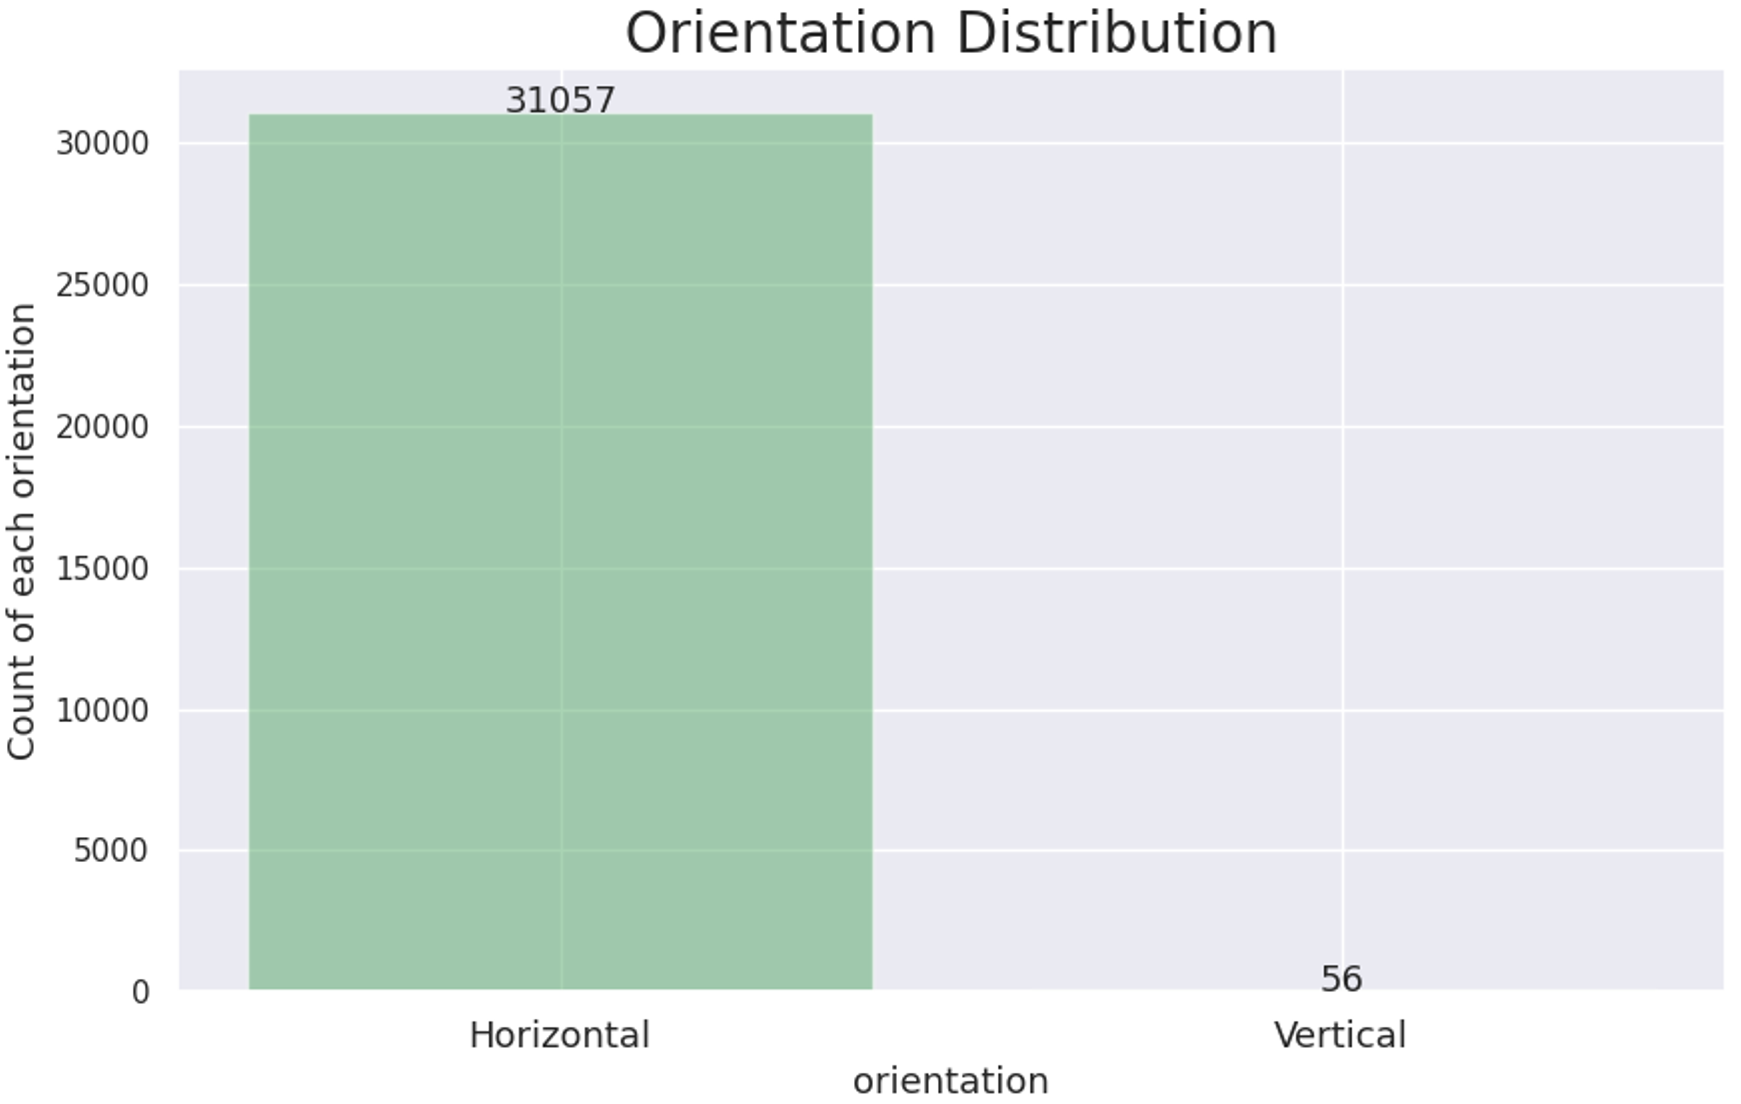 Orientation Distribution
31057
30000
25000
20000
15000
10000
5000
0
Count of each orientation
56
Horizontal
Vertical
orientation